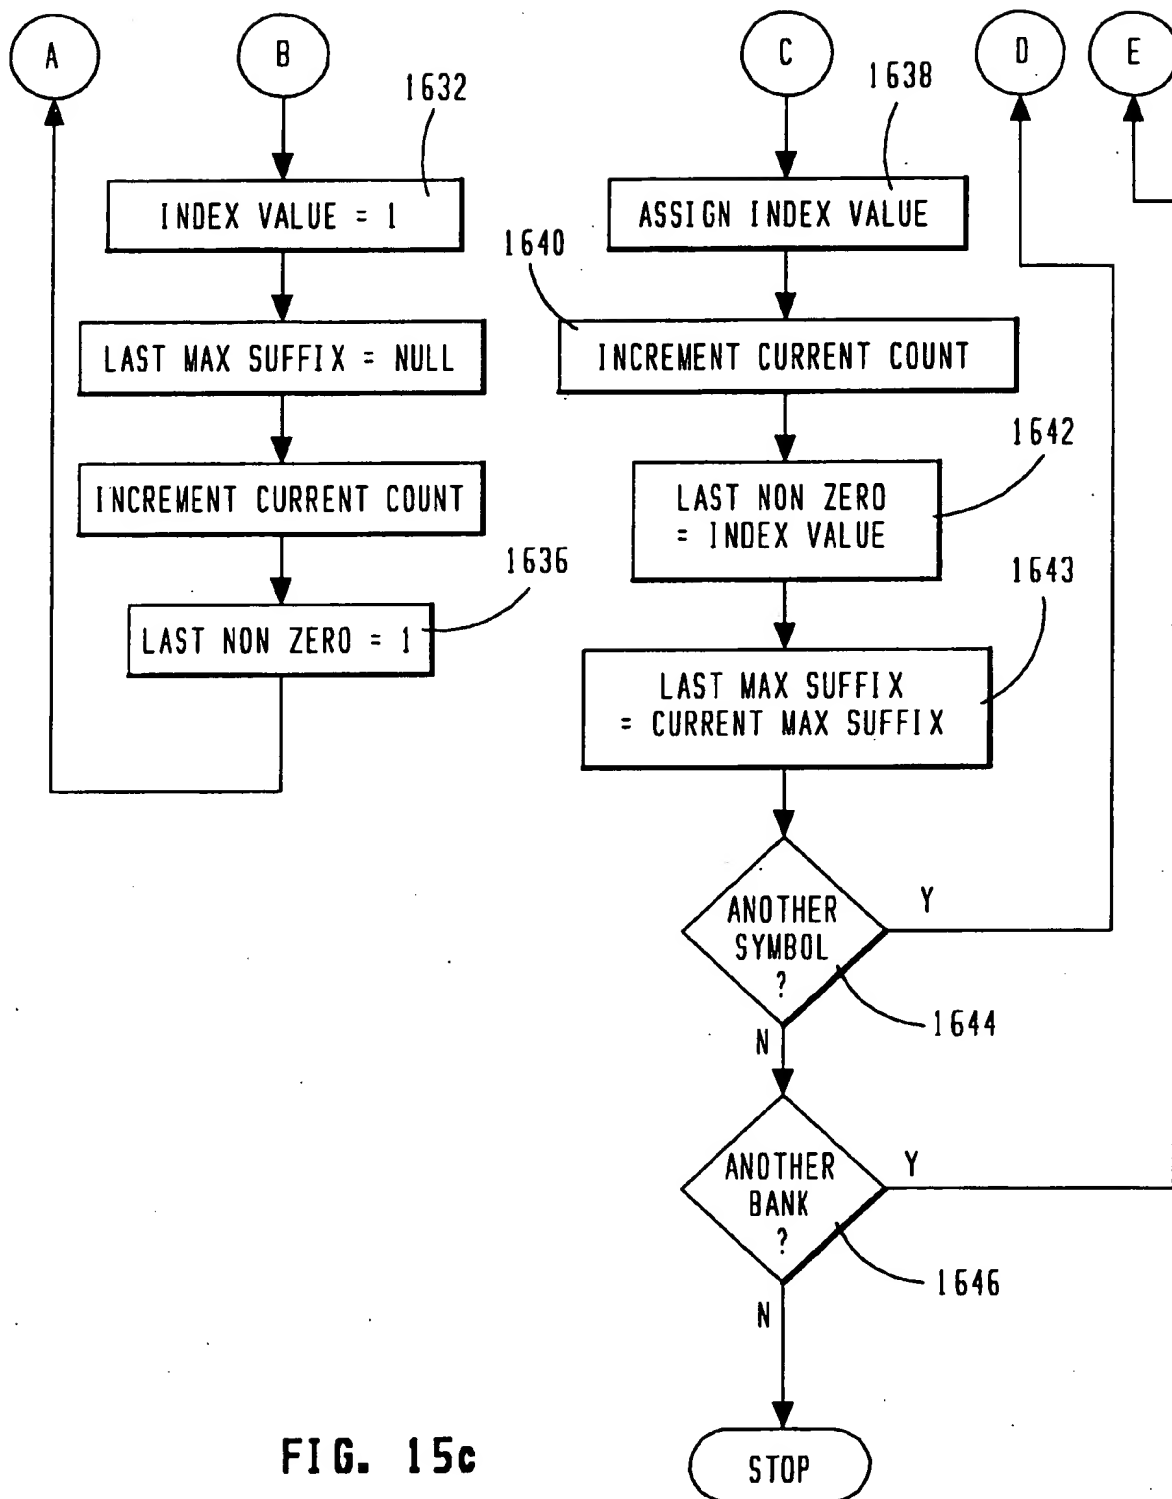 A
B
C
D
E
1632
INDEX VALUE = 1
LAST MAX SUFFIX = NULL
INCREMENT CURRENT COUNT
1636
LAST NON ZERO = 1
1638
ASSIGN INDEX VALUE
1640
INCREMENT CURRENT COUNT
1642
LAST NON ZERO
= INDEX VALUE
1643
LAST MAX SUFFIX
= CURRENT MAX SUFFIX
ANOTHER
SYMBOL
?
Y
1644
N
ANOTHER
BANK
?
Y
1646
N
STOP
FIG. 15c